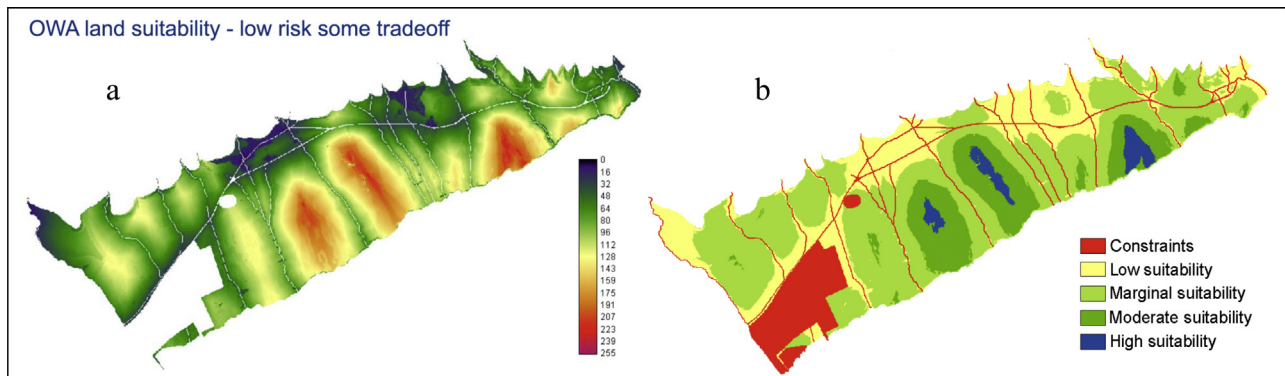 OWA land suitability - low risk some tradeoff
a
0
16
32
48
64
80
96
112
128
143
159
175
191
207
223
239
255
b
Constraints
Low suitability
Marginal suitability
Moderate suitability
High suitability